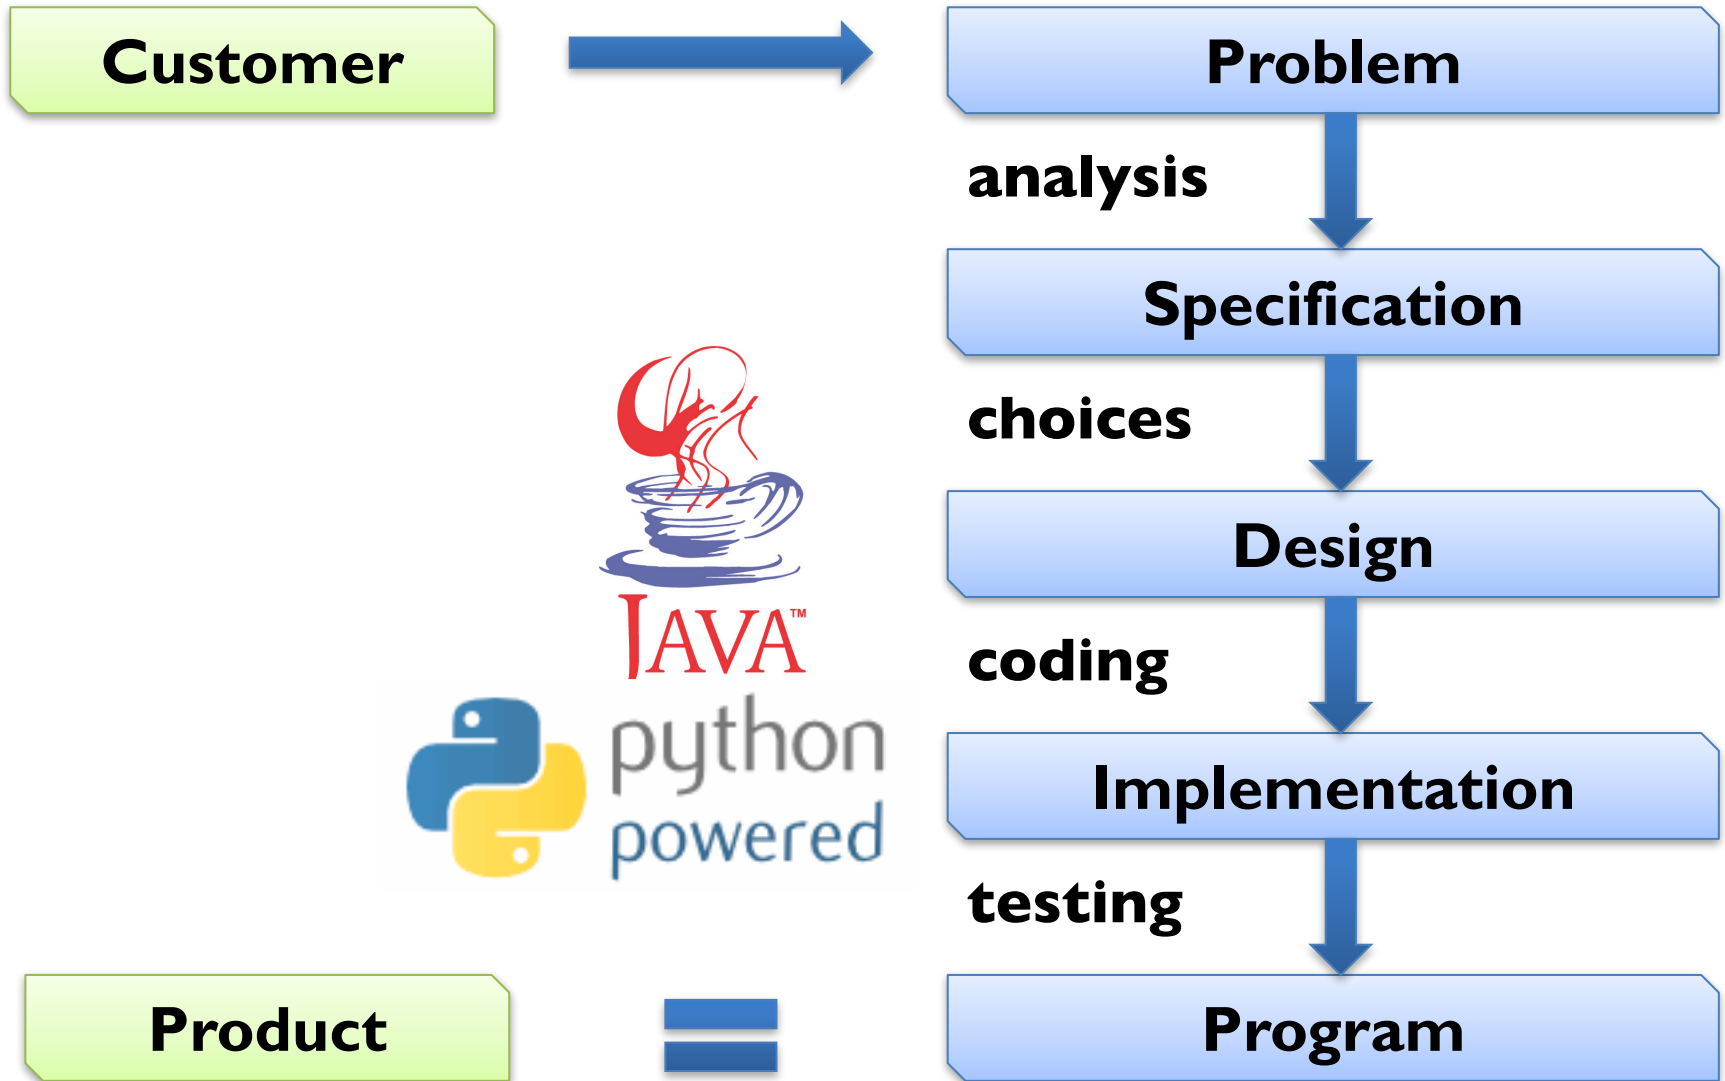 Customer
Problem
analysis
Specification
choices
Design
JAVA™
coding
python
powered
Implementation
testing
Product
Program